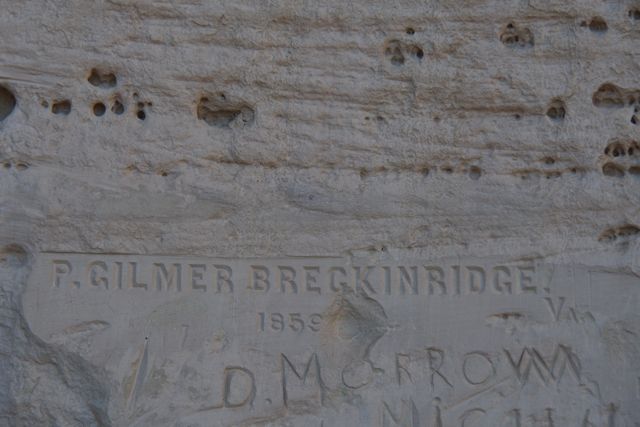 P. GILMER BRECKINRIDGE.
Va.
1859
D. MORROW